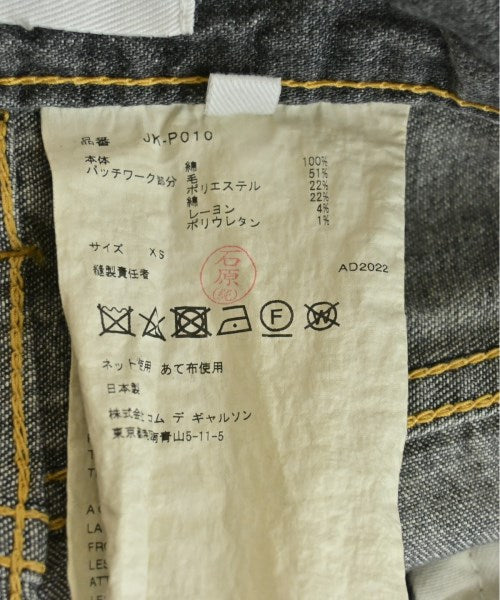 品番 JK-P010
本体 綿 100%
パッチワーク部分 毛 51%
ポリエステル 22%
綿 22%
レーヨン 4%
ポリウレタン 1%
サイズ XS
縫製責任者 石原 AD2022
F W
ネット使用 あて布使用
日本製
株式会社コム デ ギャルソン
東京都港区南青山5-11-5
A
LA
FRO
LES
ATT